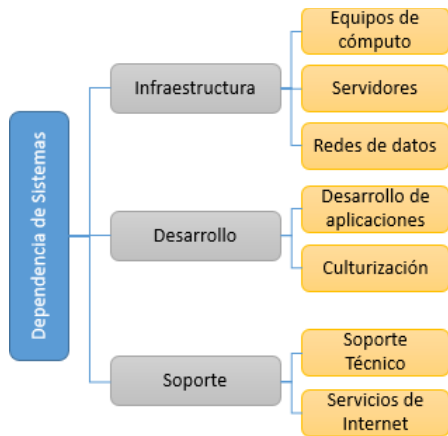 Dependencia de Sistemas
Infraestructura
Equipos de
cómputo
Servidores
Redes de datos
Desarrollo
Desarrollo de
aplicaciones
Culturización
Soporte
Soporte
Técnico
Servicios de
Internet